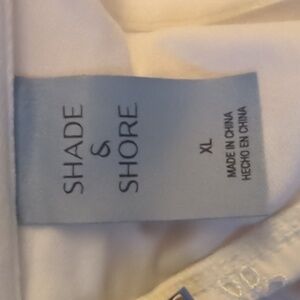 SHADE
&
SHORE
XL
MADE IN CHINA
HECHO EN CHINA